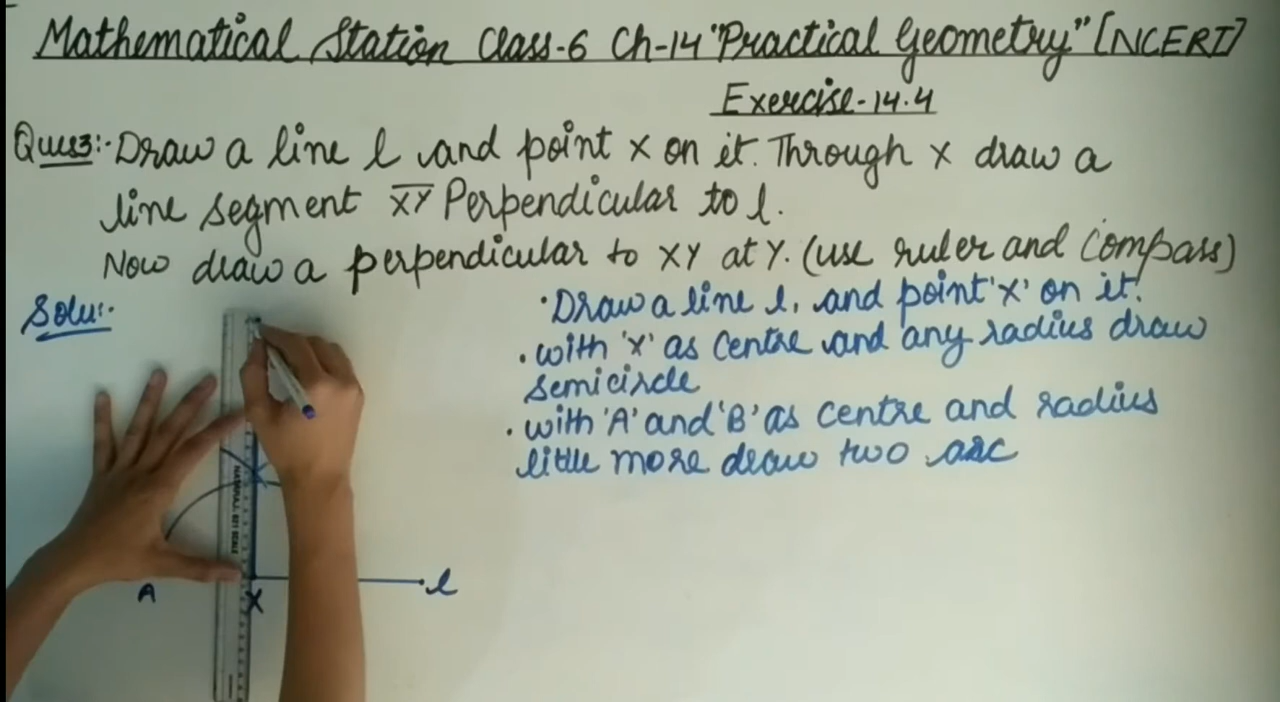 Mathematical Station Class-6 Ch-14 "Practical Geometry" [NCERT]
Exercise-14.4
Ques3:- Draw a line l and point X on it. Through X draw a
line segment XY Perpendicular to l.
Now draw a perpendicular to XY at Y. (use ruler and Compass)
Solu:-
• Draw a line l, and point 'X' on it.
• with 'X' as centre and any radius draw
semicircle
• with 'A' and 'B' as centre and radius
little more draw two arc
A
X
l
NATRAJ. 621 SCALE